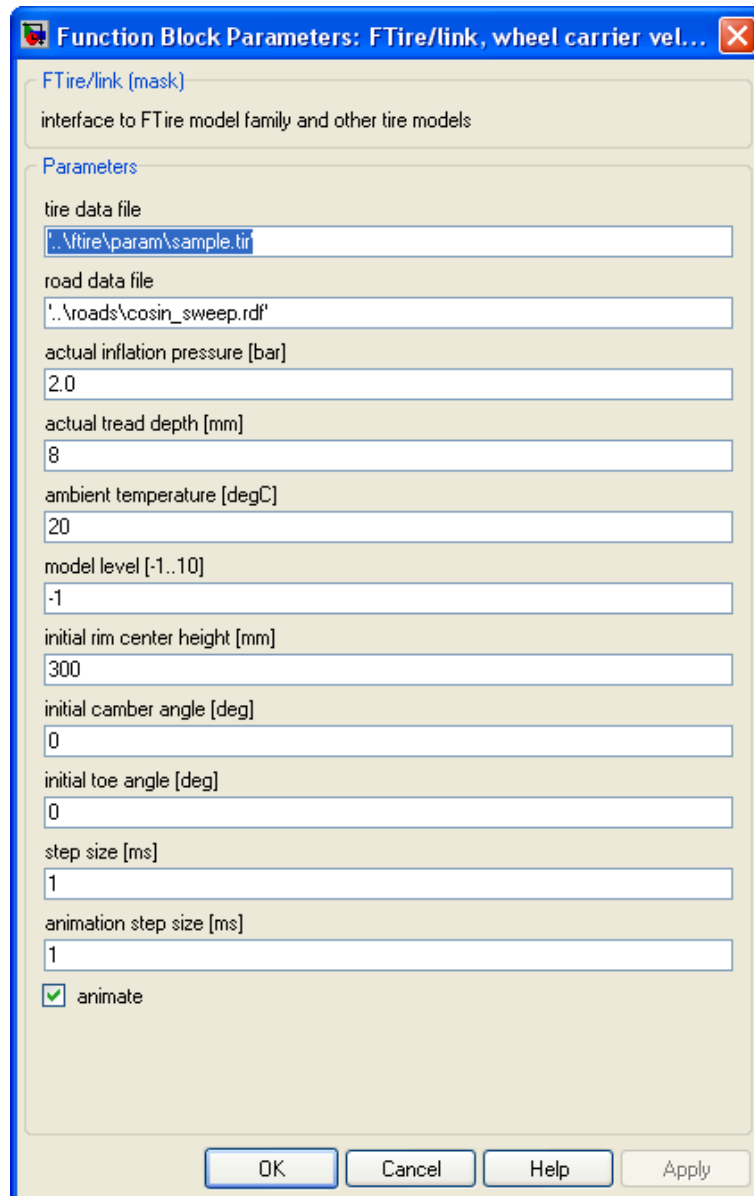 Function Block Parameters: FTire/link, wheel carrier vel...
FTire/link (mask)
interface to FTire model family and other tire models
Parameters
tire data file
'..\ftire\param\sample.tir'
road data file
'..\roads\cosin_sweep.rdf'
actual inflation pressure [bar]
2.0
actual tread depth [mm]
8
ambient temperature [degC]
20
model level [-1..10]
-1
initial rim center height [mm]
300
initial camber angle [deg]
0
initial toe angle [deg]
0
step size [ms]
1
animation step size [ms]
1
animate
OK Cancel Help Apply